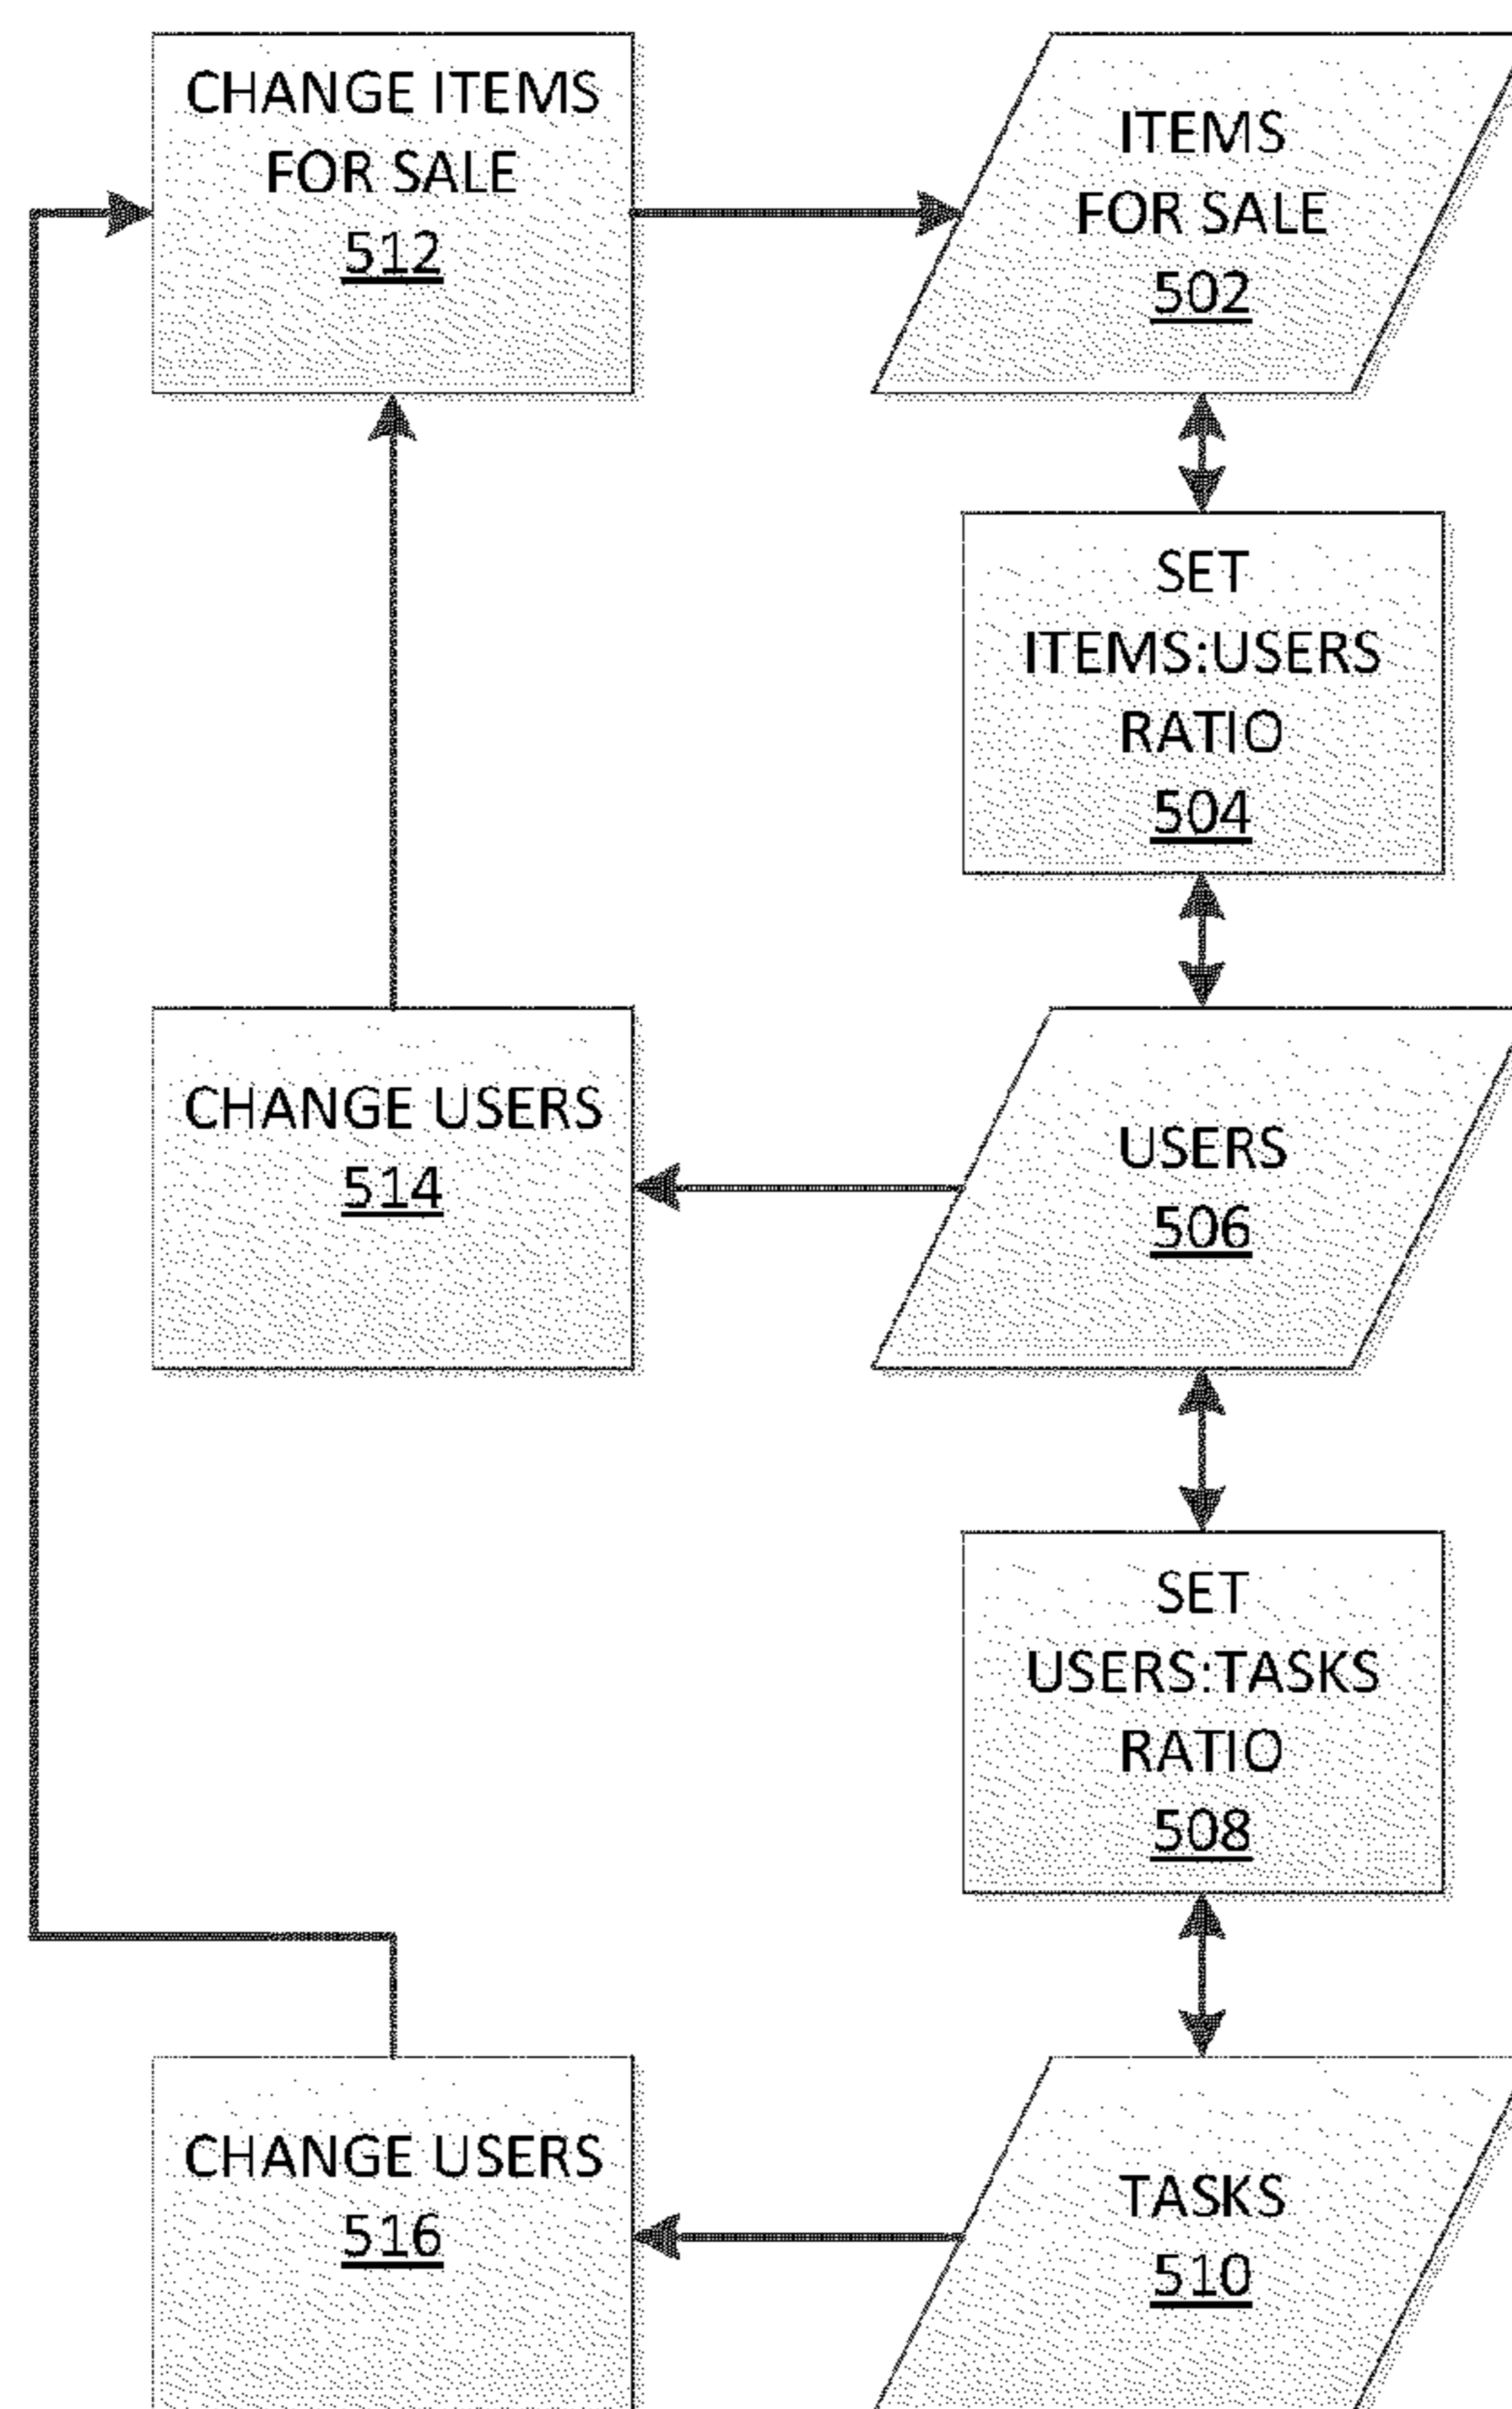 CHANGE ITEMS
FOR SALE
512
ITEMS
FOR SALE
502
SET
ITEMS:USERS
RATIO
504
CHANGE USERS
514
USERS
506
SET
USERS:TASKS
RATIO
508
CHANGE USERS
516
TASKS
510